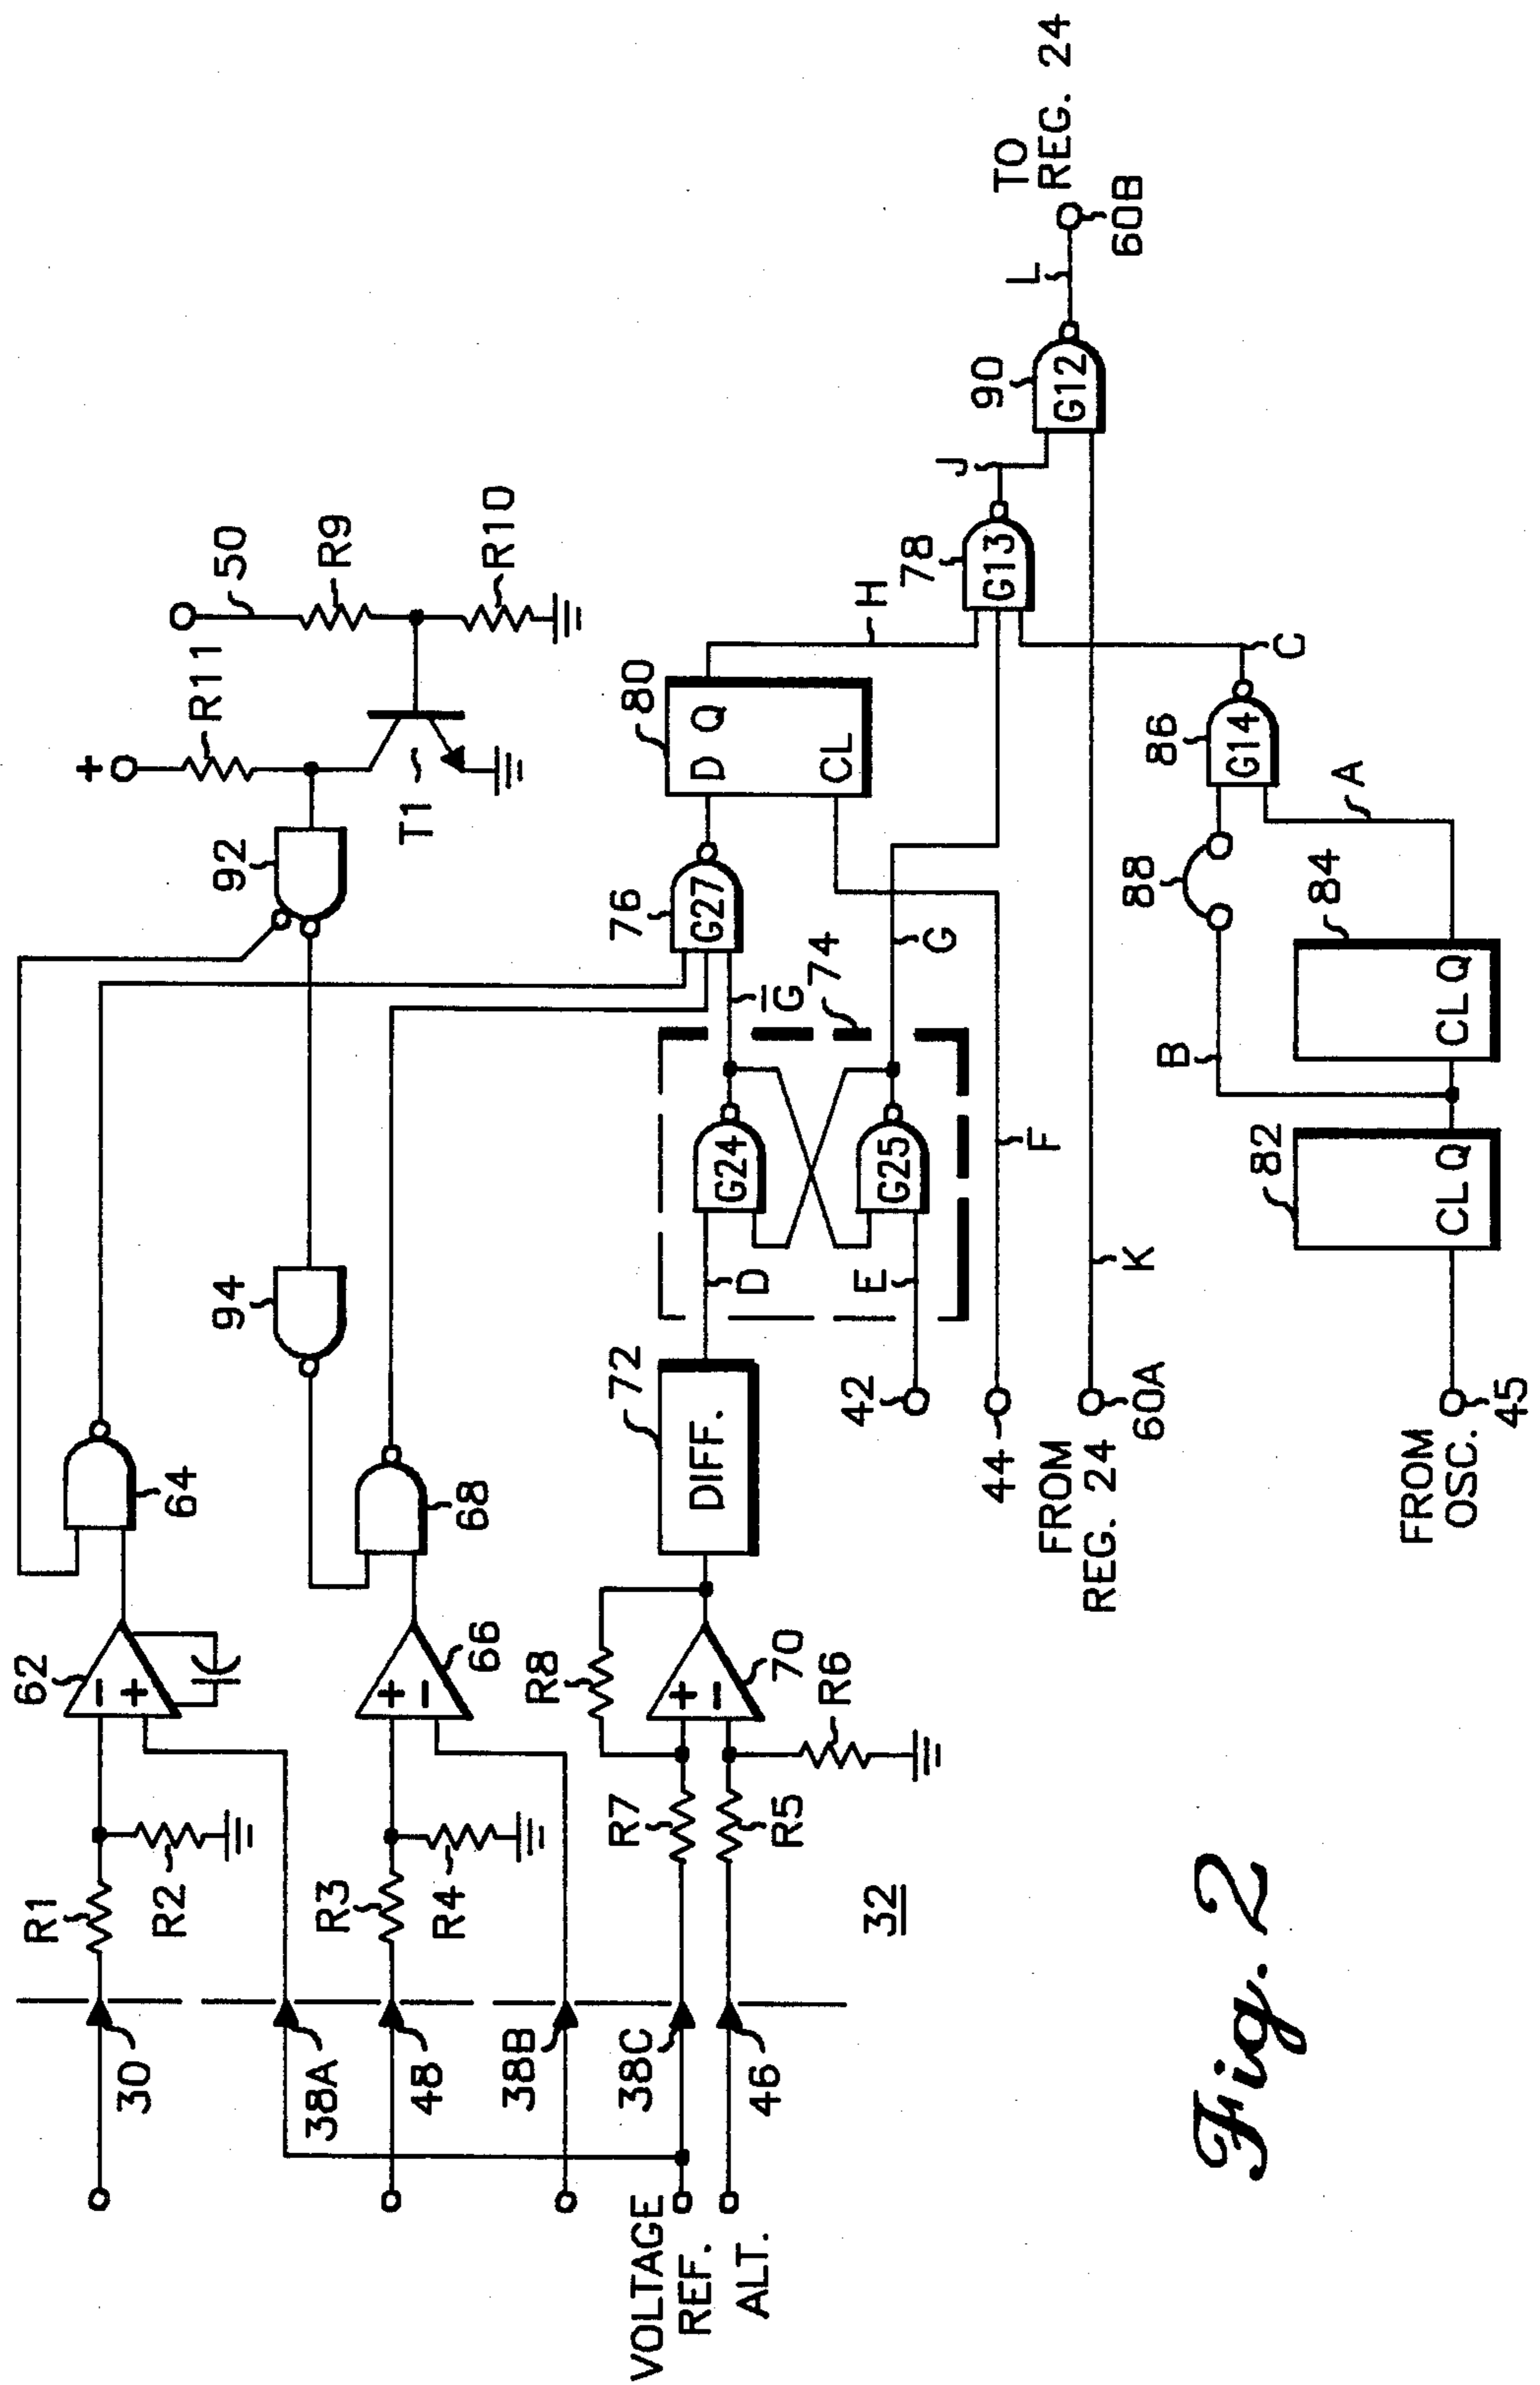 30
R1
R2
62
64
38A
48
R3
R4
66
68
94
92
+
R11
T1
50
R9
R10
38B
VOLTAGE
REF.
38C
ALT.
46
R7
R5
R8
R6
70
-
+
+
-
+
-
72
DIFF.
D
E
G24
G25
74
G̅
G
76
G27
80
D Q
CL
H
78
G13
J
90
G12
L
60B
TO
REG. 24
42
44
F̅
FROM
REG. 24
60A
K
FROM
OSC.
45
82
CL Q
B
84
CL Q
88
A
86
G14
C
32
Fig. 2